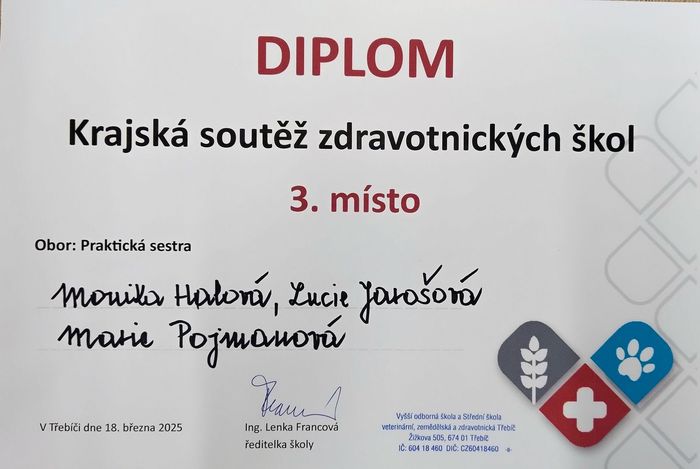 DIPLOM
Krajská soutěž zdravotnických škol
3. místo
Obor: Praktická sestra
Monika Halová, Lucie Jarošová
Marie Pojmanová
V Třebíči dne 18. března 2025
Ing. Lenka Francová
ředitelka školy
Vyšší odborná škola a Střední škola
veterinární, zemědělská a zdravotnická Třebíč
Žižkova 505, 674 01 Třebíč
IČ: 604 18 460 DIČ: CZ60418460 -8-